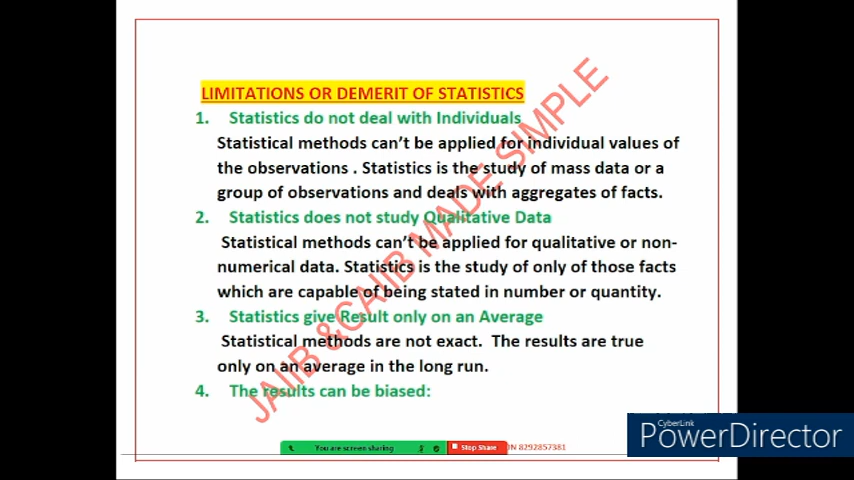 LIMITATIONS OR DEMERIT OF STATISTICS
1. Statistics do not deal with Individuals
Statistical methods can't be applied for individual values of
the observations . Statistics is the study of mass data or a
group of observations and deals with aggregates of facts.
2. Statistics does not study Qualitative Data
Statistical methods can't be applied for qualitative or non-
numerical data. Statistics is the study of only of those facts
which are capable of being stated in number or quantity.
3. Statistics give Result only on an Average
Statistical methods are not exact. The results are true
only on an average in the long run.
4. The results can be biased:
JAIIB &CAIIB MADE SIMPLE
You are screen sharing
Stop Share
8292857381
CyberLink
PowerDirector